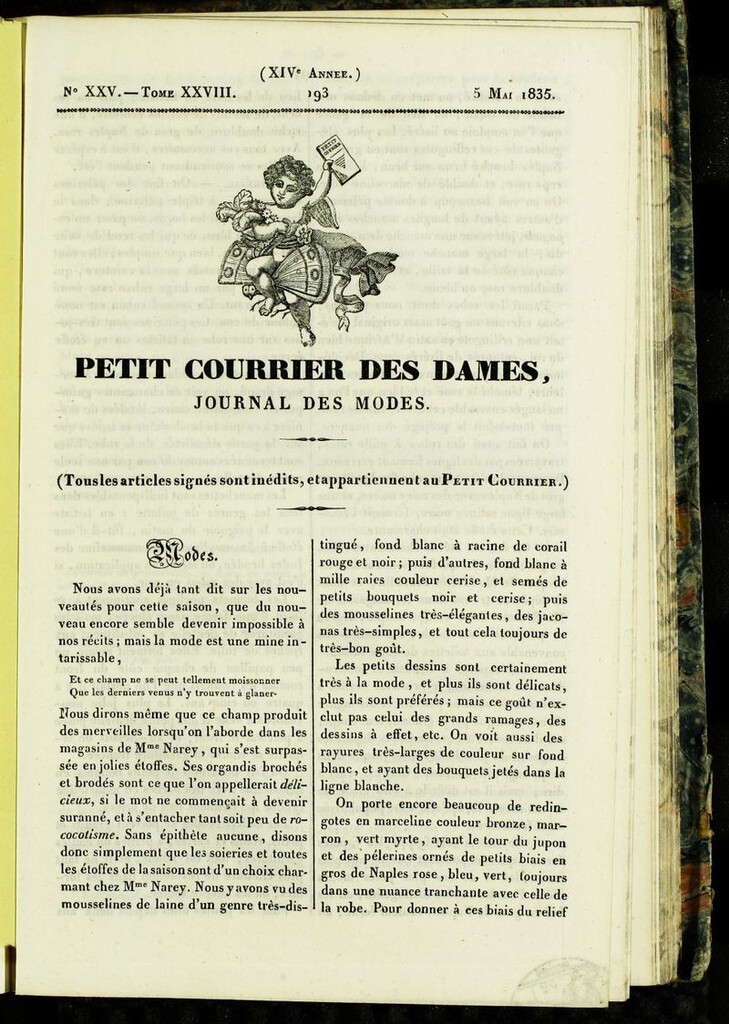 (XIVe ANNEE.)
No XXV. — TOME XXVIII. 193 5 MAI 1835.
PETIT COURRIER DES DAMES,
JOURNAL DES MODES.
(Tous les articles signés sont inédits, et appartiennent au PETIT COURRIER.)
Modes.
Nous avons déjà tant dit sur les nou-
veautés pour cette saison, que du nou-
veau encore semble devenir impossible à
nos récits ; mais la mode est une mine in-
tarissable,
Et ce champ ne se peut tellement moissonner
Que les derniers venus n'y trouvent à glaner-
Nous dirons même que ce champ produit
des merveilles lorsqu'on l'aborde dans les
magasins de Mme Narey, qui s'est surpas-
sée en jolies étoffes. Ses organdis brochés
et brodés sont ce que l'on appellerait déli-
cieux, si le mot ne commençait à devenir
suranné, et à s'entacher tant soit peu de ro-
cocotisme. Sans épithète aucune, disons
donc simplement que les soieries et toutes
les étoffes de la saison sont d'un choix char-
mant chez Mme Narey. Nous y avons vu des
mousselines de laine d'un genre très-dis-
tingué, fond blanc à racine de corail
rouge et noir ; puis d'autres, fond blanc à
mille raies couleur cerise, et semés de
petits bouquets noir et cerise ; puis
des mousselines très-élégantes, des jaco-
nas très-simples, et tout cela toujours de
très-bon goût.
Les petits dessins sont certainement
très à la mode, et plus ils sont délicats,
plus ils sont préférés ; mais ce goût n'ex-
clut pas celui des grands ramages, des
dessins à effet, etc. On voit aussi des
rayures très-larges de couleur sur fond
blanc, et ayant des bouquets jetés dans la
ligne blanche.
On porte encore beaucoup de redin-
gotes en marceline couleur bronze, mar-
ron, vert myrte, ayant le tour du jupon
et des pélerines ornés de petits biais en
gros de Naples rose, bleu, vert, toujours
dans une nuance tranchante avec celle de
la robe. Pour donner à ces biais du relief